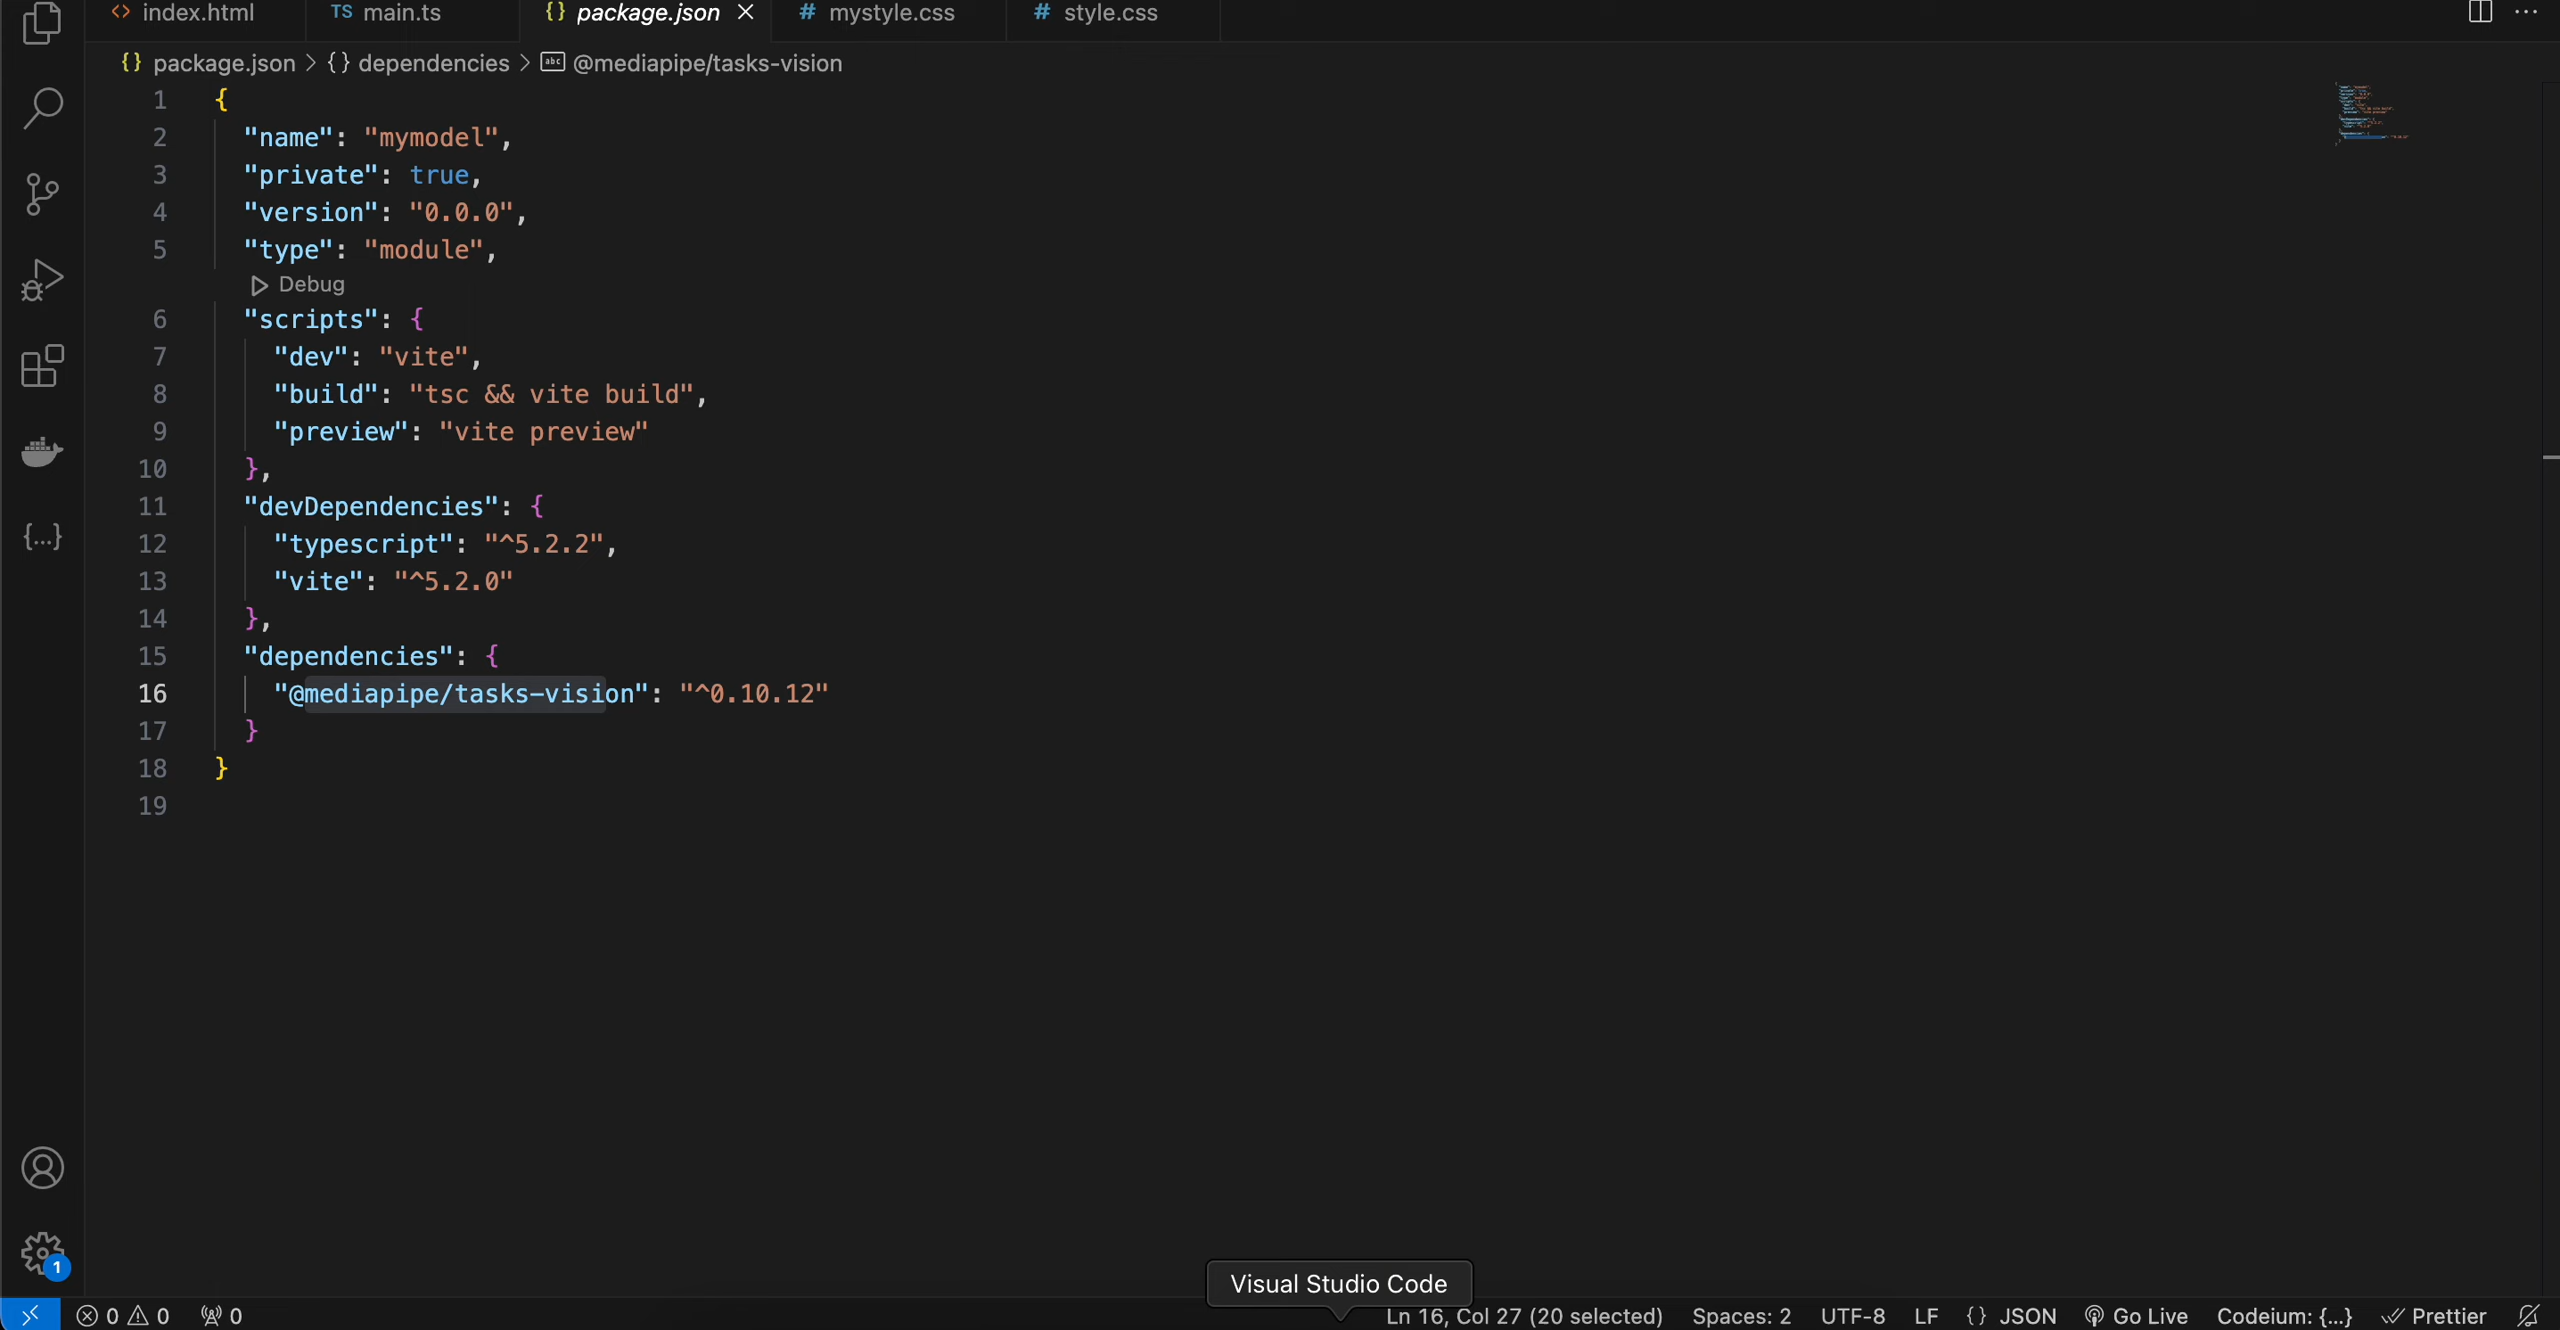 index.html TS main.ts {} package.json # mystyle.css # style.css
{} package.json > {} dependencies > abc @mediapipe/tasks-vision
1 {
2 "name": "mymodel",
3 "private": true,
4 "version": "0.0.0",
5 "type": "module",
Debug
6 "scripts": {
7 "dev": "vite",
8 "build": "tsc && vite build",
9 "preview": "vite preview"
10 },
11 "devDependencies": {
12 "typescript": "^5.2.2",
13 "vite": "^5.2.0"
14 },
15 "dependencies": {
16 "@mediapipe/tasks-vision": "^0.10.12"
17 }
18 }
19
1
Visual Studio Code
0 0 0 Ln 16, Col 27 (20 selected) Spaces: 2 UTF-8 LF {} JSON Go Live Codeium: {...} Prettier